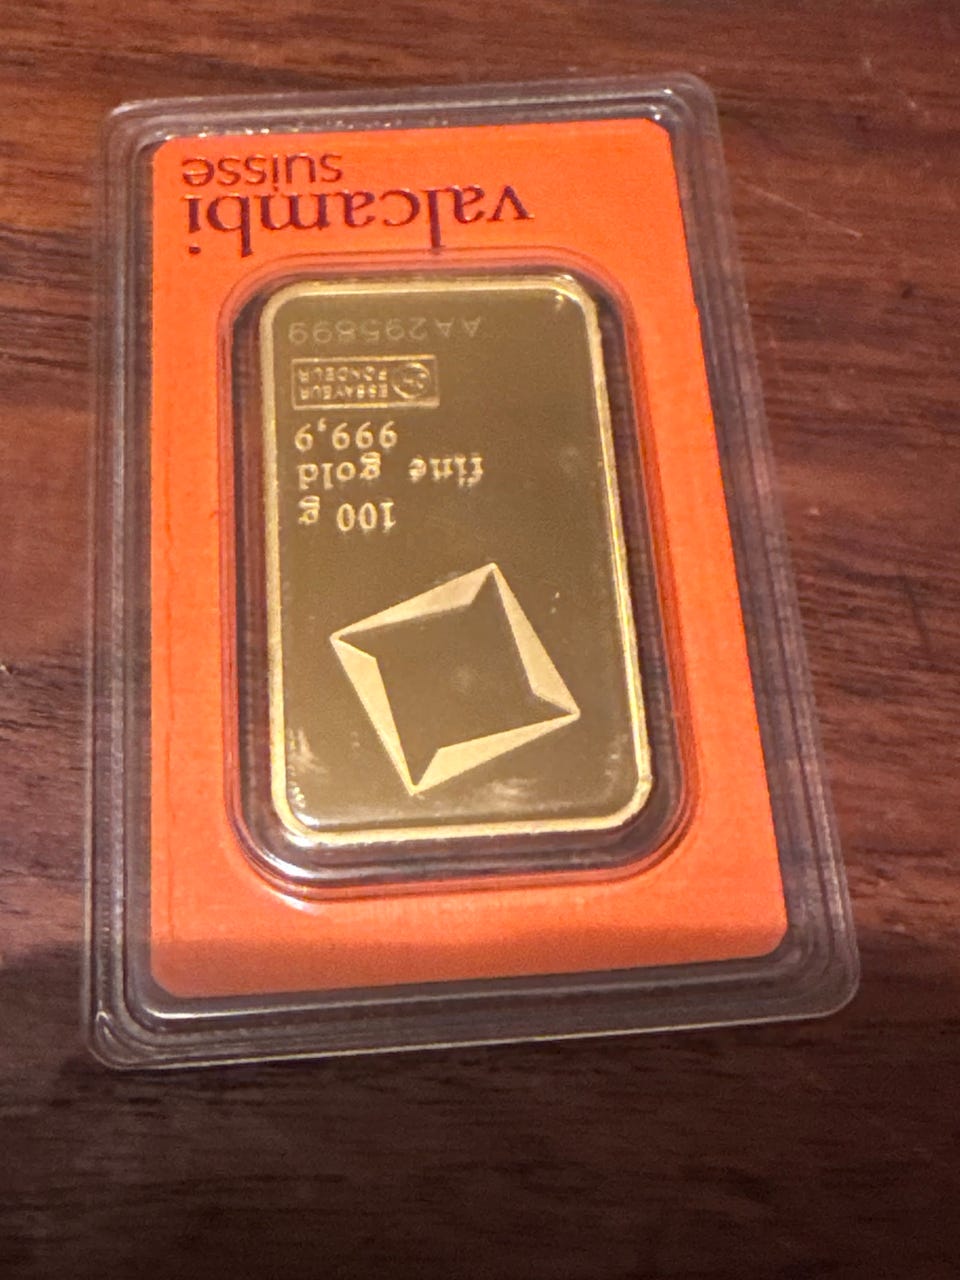 valcambi
suisse
100 g
fine gold
999,9
ESSAYEUR
FONDEUR
AA295899